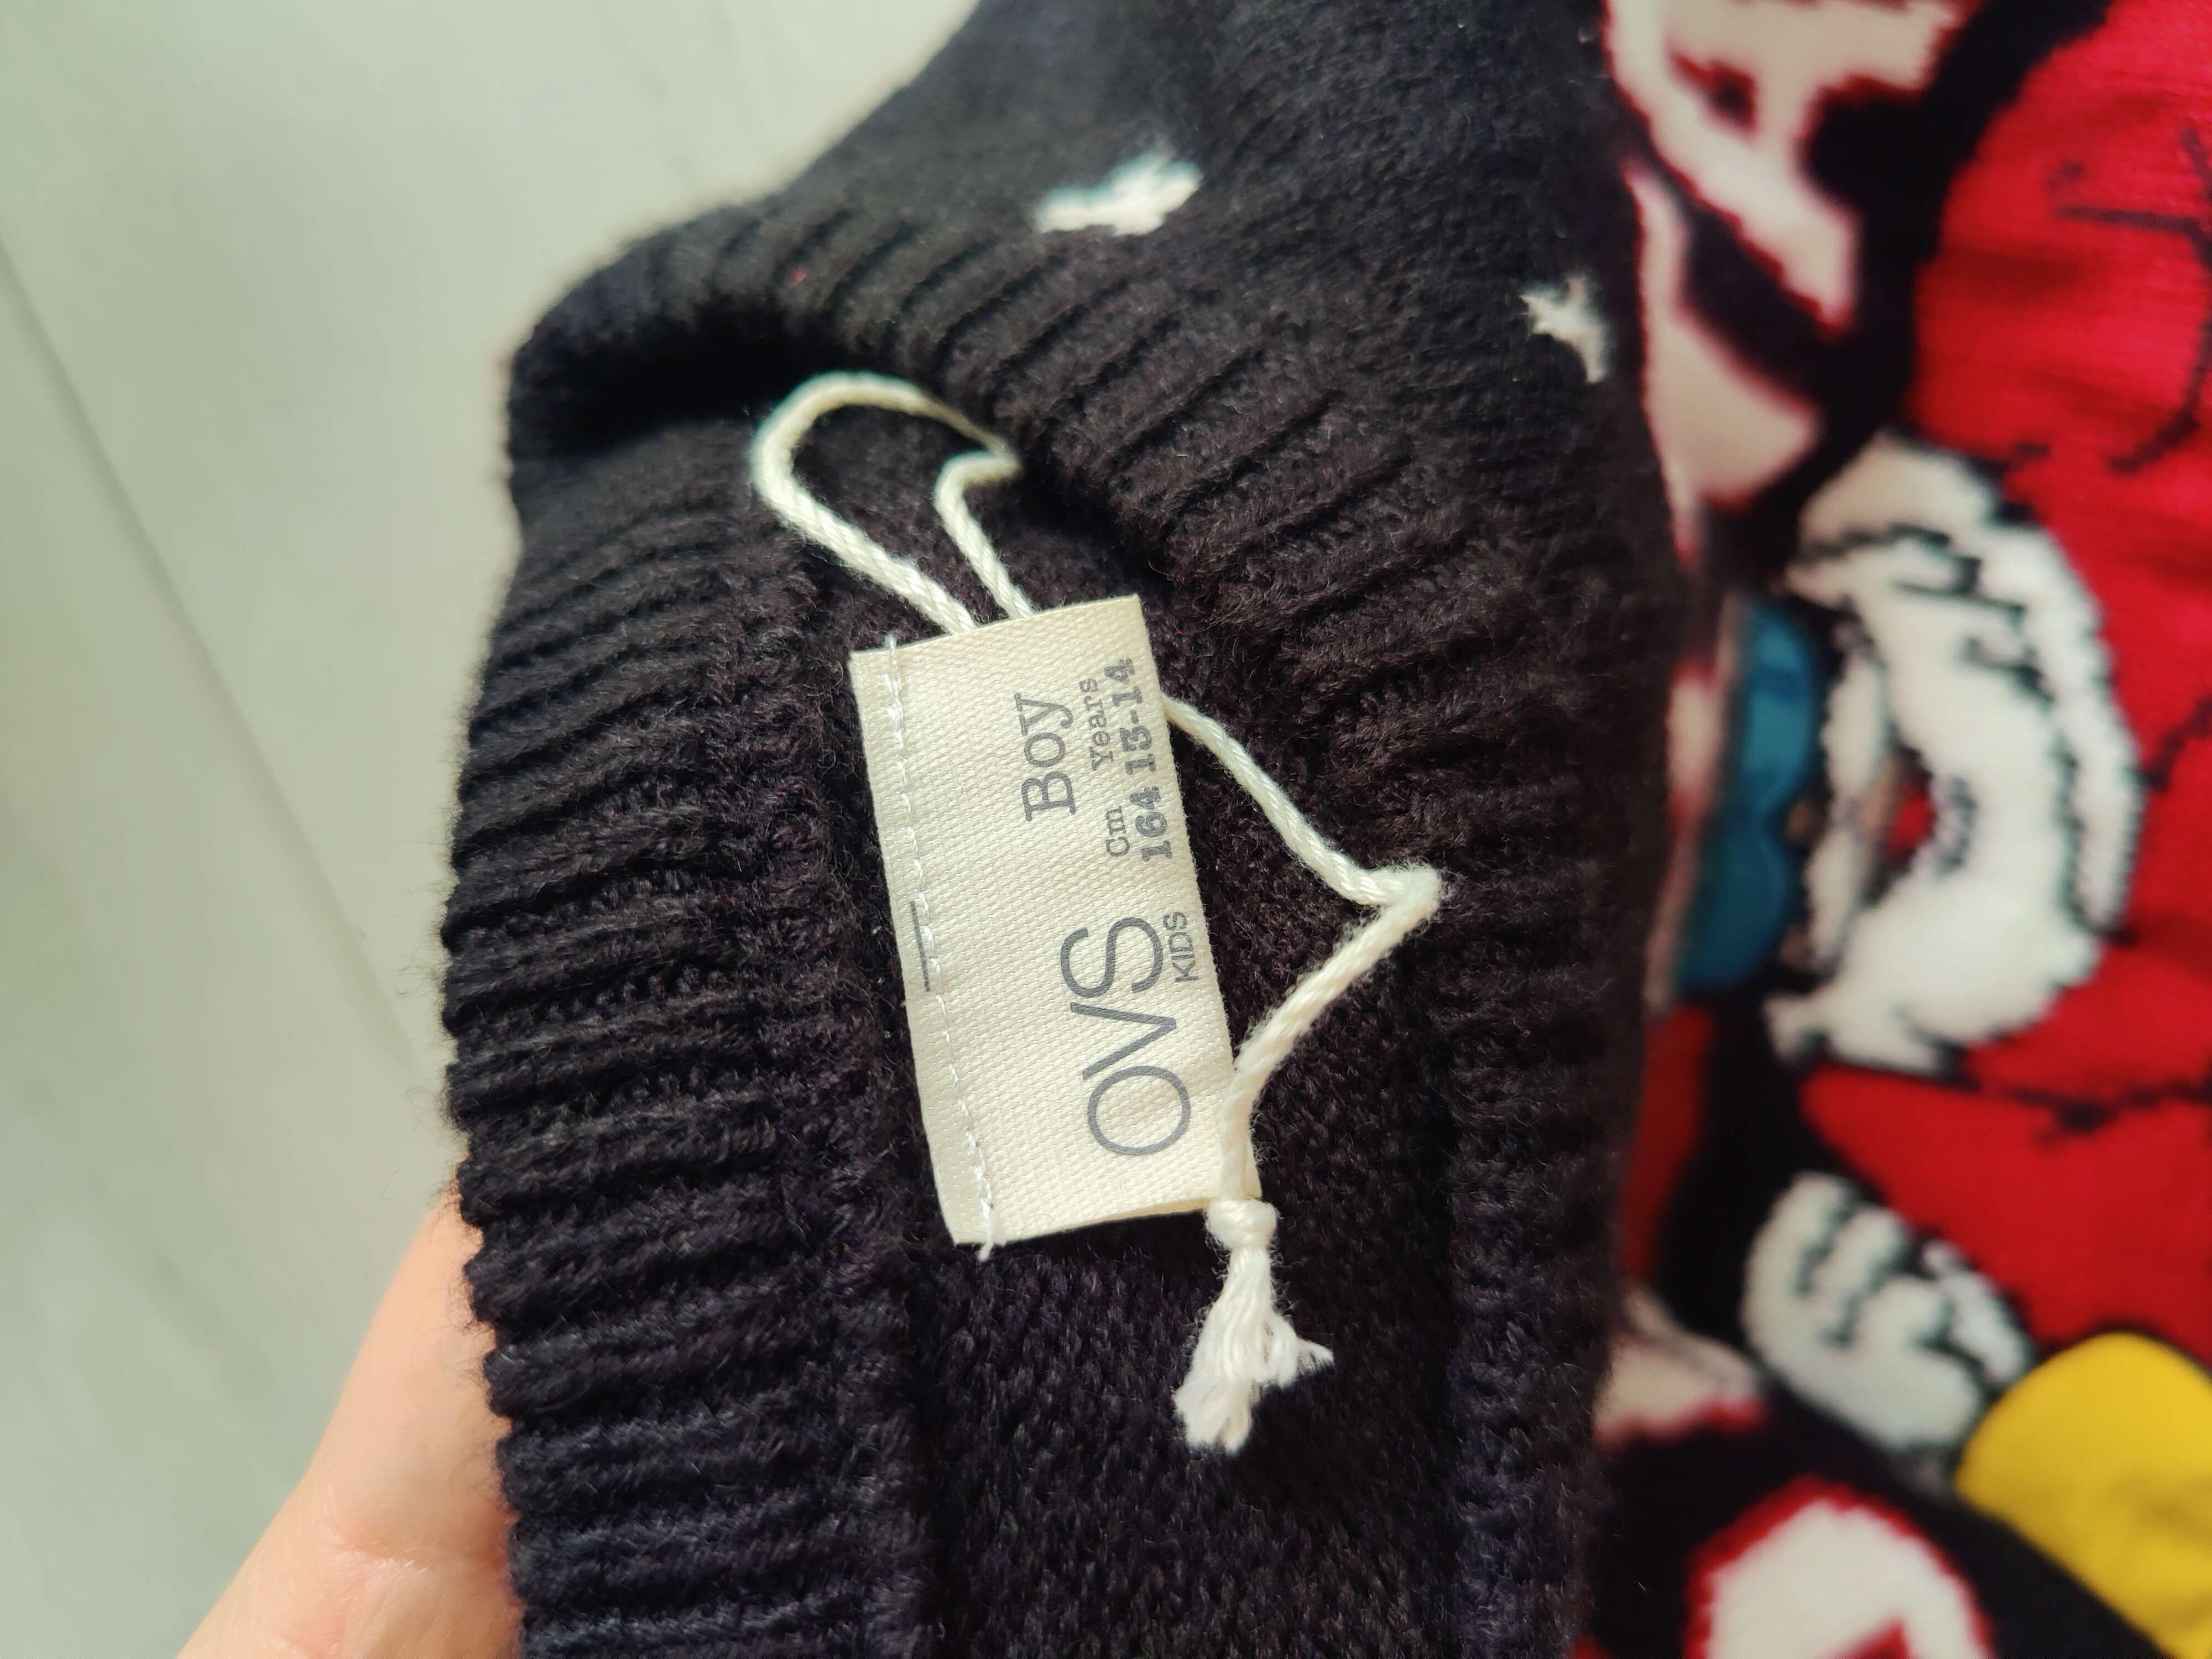 OVS
KIDS
Boy
Cm Years
164 13-14